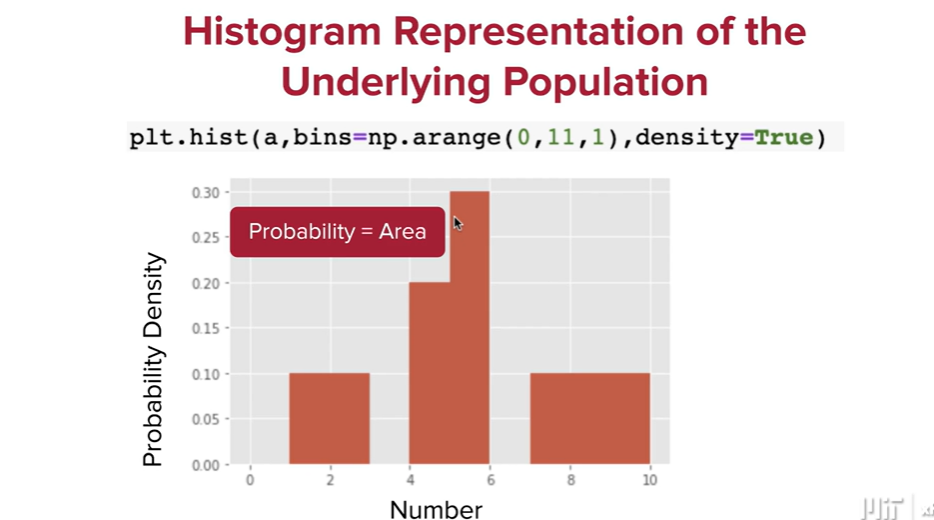 Histogram Representation of the
Underlying Population
plt.hist(a,bins=np.arange(0,11,1),density=True)
Probability = Area
Probability Density
0.30
0.25
0.20
0.15
0.10
0.05
0.00
0 2 4 6 8 10
Number
MIT